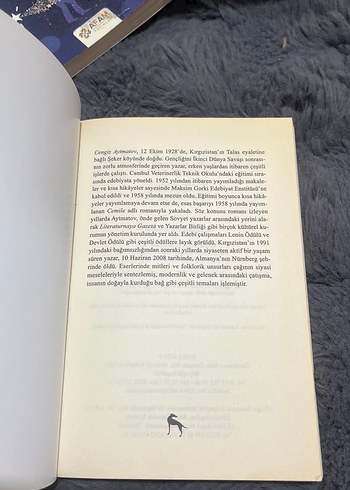 AFAM
Cengiz Aytmatov, 12 Ekim 1928'de, Kırgızistan'ın Talas eyaletine
bağlı Şeker köyünde doğdu. Gençliğini İkinci Dünya Savaşı sonrası-
nın zorlu atmosferinde geçiren yazar, erken yaşlardan itibaren çeşitli
işlerde çalıştı. Cambul Veterinerlik Teknik Okulu'ndaki eğitimi sıra-
sında edebiyata yöneldi. 1952 yılından itibaren yayımladığı makale-
ler ve kısa hikâyeler sayesinde Maksim Gorki Edebiyat Enstitüsü'ne
kabul edildi ve 1958 yılında mezun oldu. Eğitimi boyunca kısa hikâ-
yeler yayımlamaya devam etse de, esas başarıyı 1958 yılında yayım-
lanan Cemile adlı romanıyla yakaladı. Söz konusu romanı izleyen
yıllarda Aytmatov, önde gelen Sovyet yazarlar arasındaki yerini ala-
rak Literaturnaya Gazeta ve Yazarlar Birliği gibi birçok kültürel ku-
rumun yönetim kurulunda yer aldı. Edebi çalışmaları Lenin Ödülü ve
Devlet Ödülü gibi çeşitli ödüllere layık görüldü. Kırgızistan'ın 1991
yılındaki bağımsızlığından sonraki yıllarda siyaseten aktif bir yaşam
süren yazar, 10 Haziran 2008 tarihinde, Almanya'nın Nürnberg şeh-
rinde öldü. Eserlerinde mitleri ve folklorik unsurları çağının siyasi
meseleleriyle sentezlemiş, modernlik ve gelenek arasındaki çatışma,
insanın doğayla kurduğu bağ gibi çeşitli temaları işlemiştir.